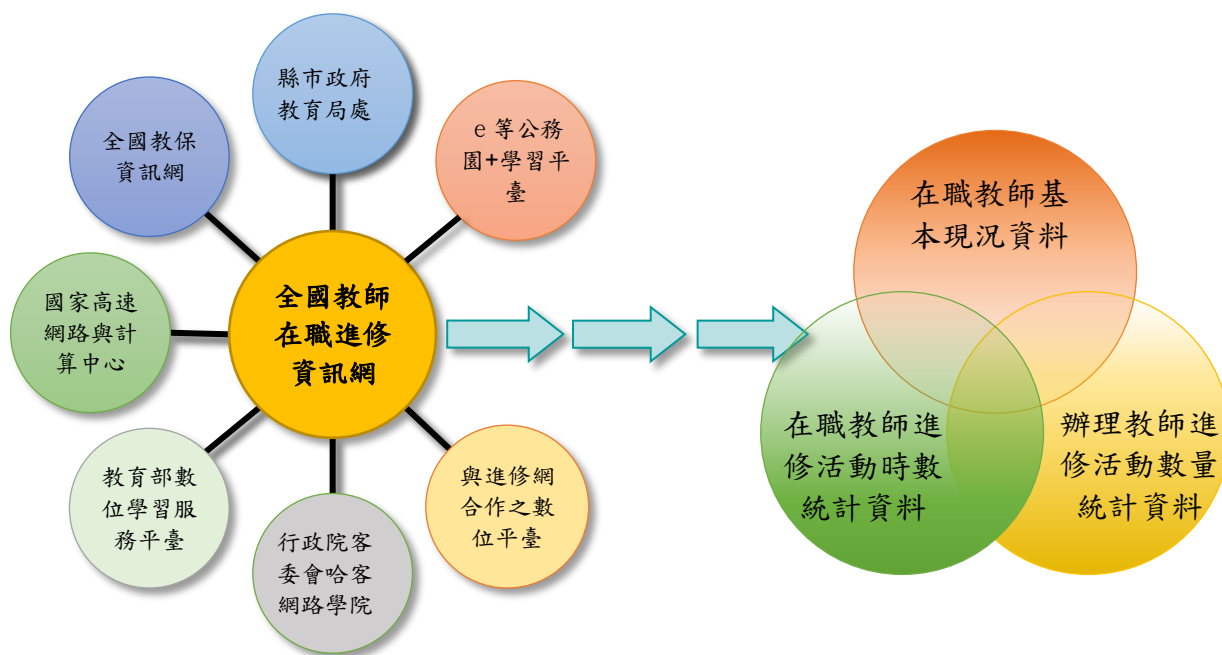 縣市政府
教育局處
e 等公務
園+學習平
臺
全國教保
資訊網
國家高速
網路與計
算中心
全國教師
在職進修
資訊網
教育部數
位學習服
務平臺
行政院客
委會哈客
網路學院
與進修網
合作之數
位平臺
在職教師基
本現況資料
在職教師進
修活動時數
統計資料
辦理教師進
修活動數量
統計資料